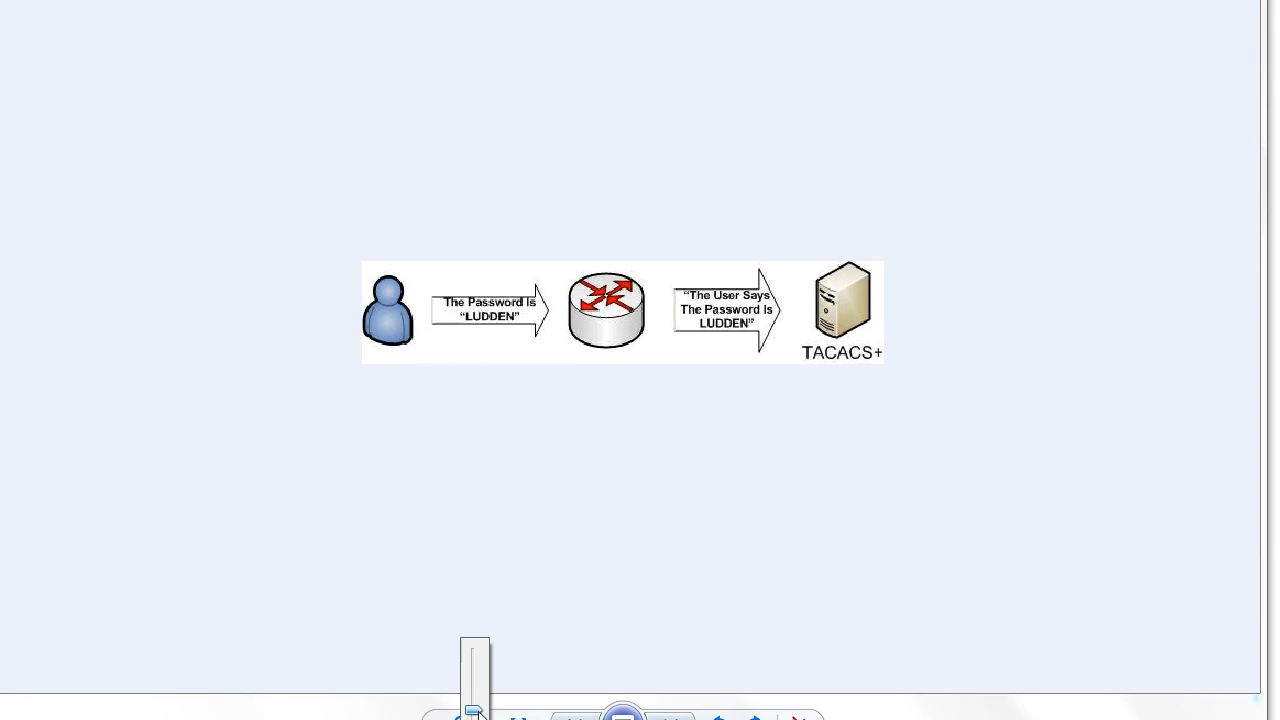 The Password Is
“LUDDEN”
“The User Says
The Password Is
LUDDEN”
TACACS+